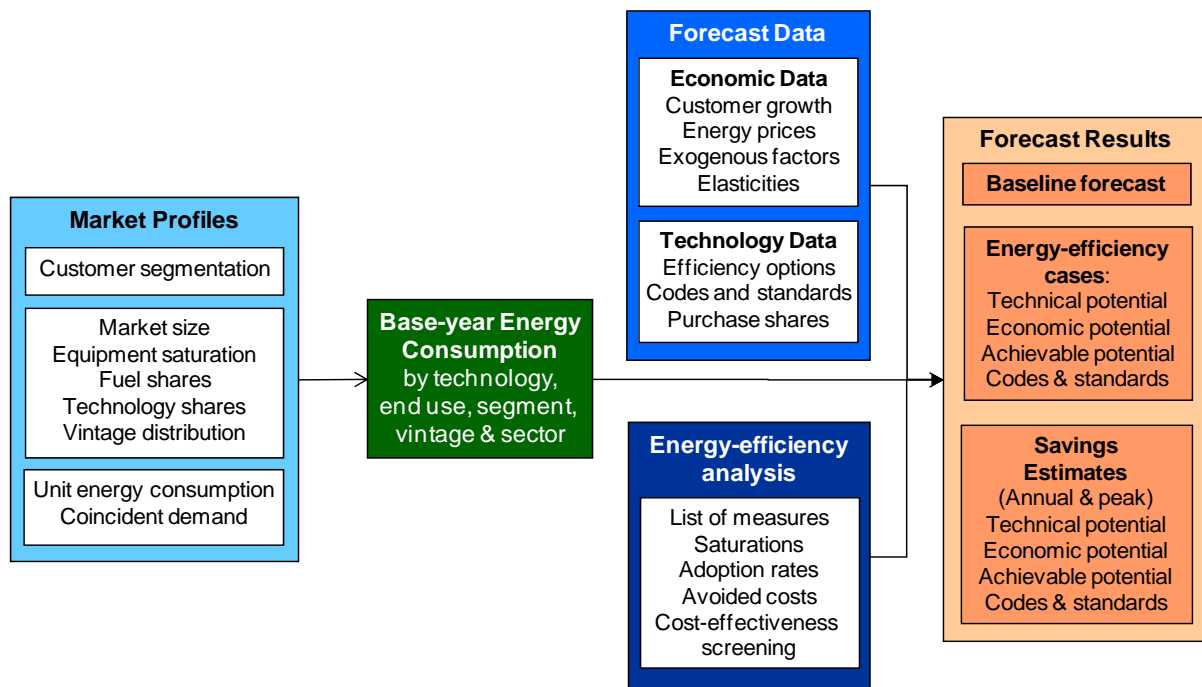 Market Profiles
Customer segmentation
Market size
Equipment saturation
Fuel shares
Technology shares
Vintage distribution
Unit energy consumption
Coincident demand
Base-year Energy
Consumption
by technology,
end use, segment,
vintage & sector
Forecast Data
Economic Data
Customer growth
Energy prices
Exogenous factors
Elasticities
Technology Data
Efficiency options
Codes and standards
Purchase shares
Energy-efficiency
analysis
List of measures
Saturations
Adoption rates
Avoided costs
Cost-effectiveness
screening
Forecast Results
Baseline forecast
Energy-efficiency
cases:
Technical potential
Economic potential
Achievable potential
Codes & standards
Savings
Estimates
(Annual & peak)
Technical potential
Economic potential
Achievable potential
Codes & standards